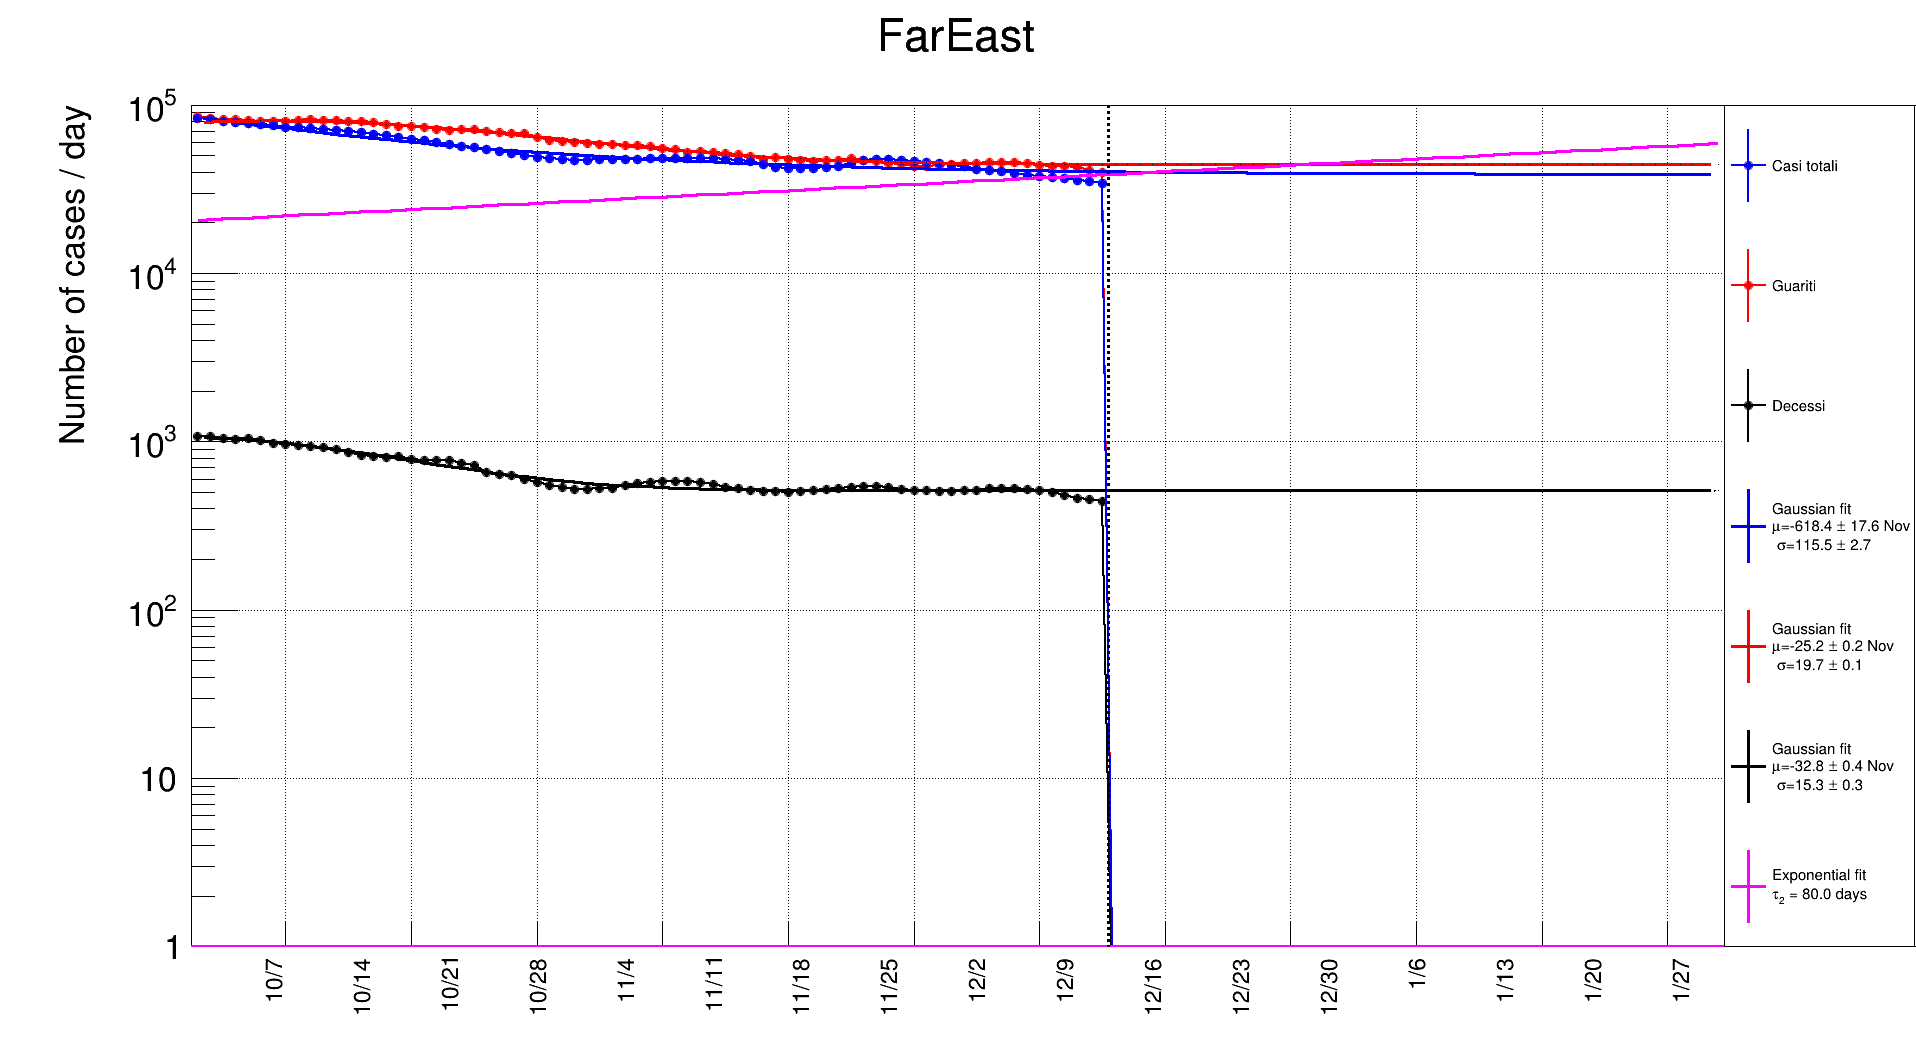 FarEast
Number of cases / day
10^5
10^4
10^3
10^2
10
1
10/7
10/14
10/21
10/28
11/4
11/11
11/18
11/25
12/2
12/9
12/16
12/23
12/30
1/6
1/13
1/20
1/27
Casi totali
Guariti
Decessi
Gaussian fit
μ=-618.4 ± 17.6 Nov
σ=115.5 ± 2.7
Gaussian fit
μ=-25.2 ± 0.2 Nov
σ=19.7 ± 0.1
Gaussian fit
μ=-32.8 ± 0.4 Nov
σ=15.3 ± 0.3
Exponential fit
τ₂ = 80.0 days